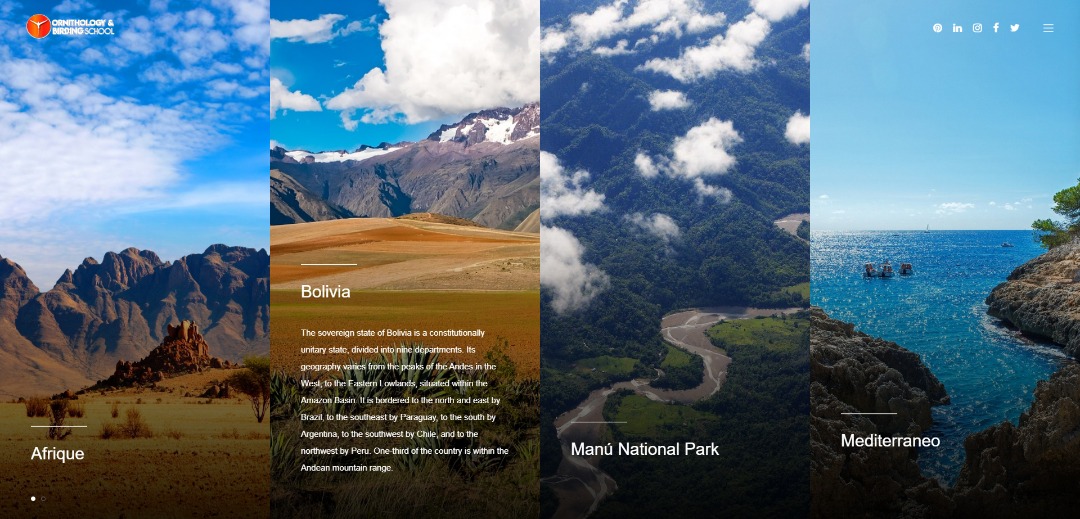 ORNITHOLOGY &
BIRDING SCHOOL
Afrique
Bolivia
The sovereign state of Bolivia is a constitutionally
unitary state, divided into nine departments. Its
geography varies from the peaks of the Andes in the
West, to the Eastern Lowlands, situated within the
Amazon Basin. It is bordered to the north and east by
Brazil, to the southeast by Paraguay, to the south by
Argentina, to the southwest by Chile, and to the
northwest by Peru. One-third of the country is within the
Andean mountain range.
Manú National Park
Mediterraneo